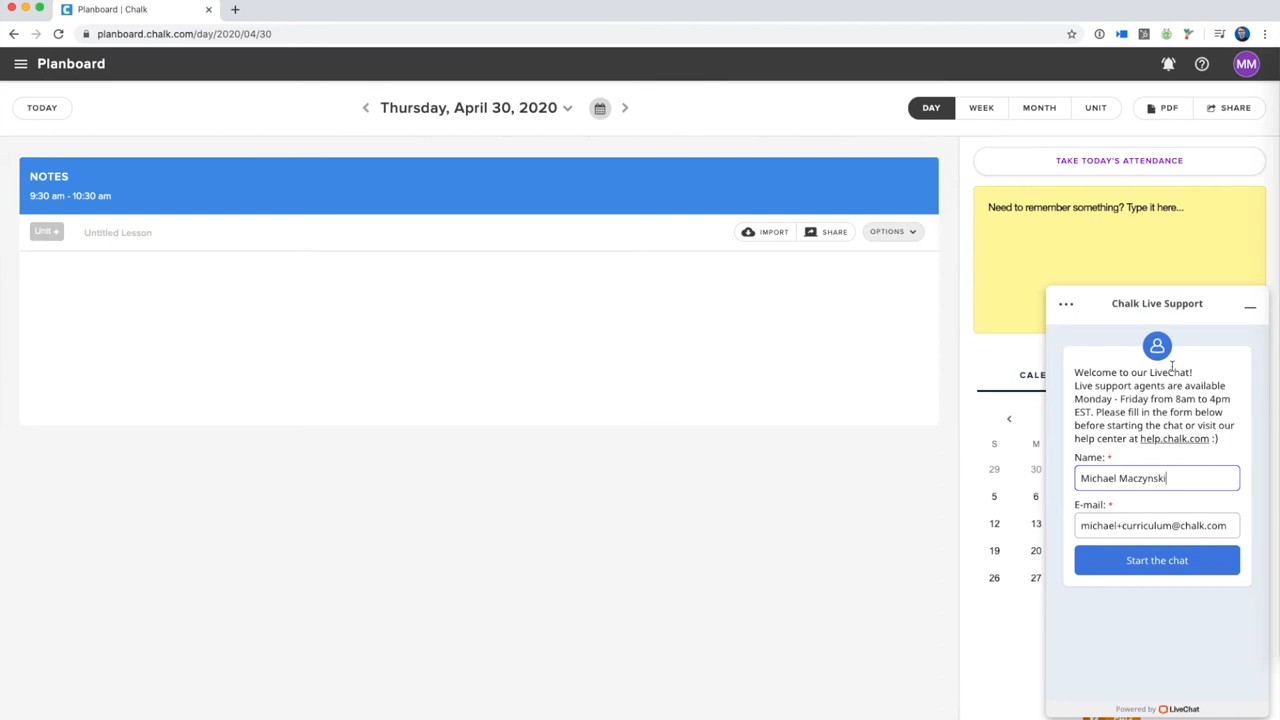 Planboard | Chalk
planboard.chalk.com/day/2020/04/30
Planboard
MM
TODAY
Thursday, April 30, 2020
DAY
WEEK
MONTH
UNIT
PDF
SHARE
NOTES
9:30 am - 10:30 am
Unit +
Untitled Lesson
IMPORT
SHARE
OPTIONS
TAKE TODAY'S ATTENDANCE
Need to remember something? Type it here...
CALE
S M
29 30
5 6
12 13
19 20
26 27
Chalk Live Support
Welcome to our LiveChat!
Live support agents are available
Monday - Friday from 8am to 4pm
EST. Please fill in the form below
before starting the chat or visit our
help center at help.chalk.com :)
Name: *
Michael Maczynski
E-mail: *
michael+curriculum@chalk.com
Start the chat
Powered by LiveChat